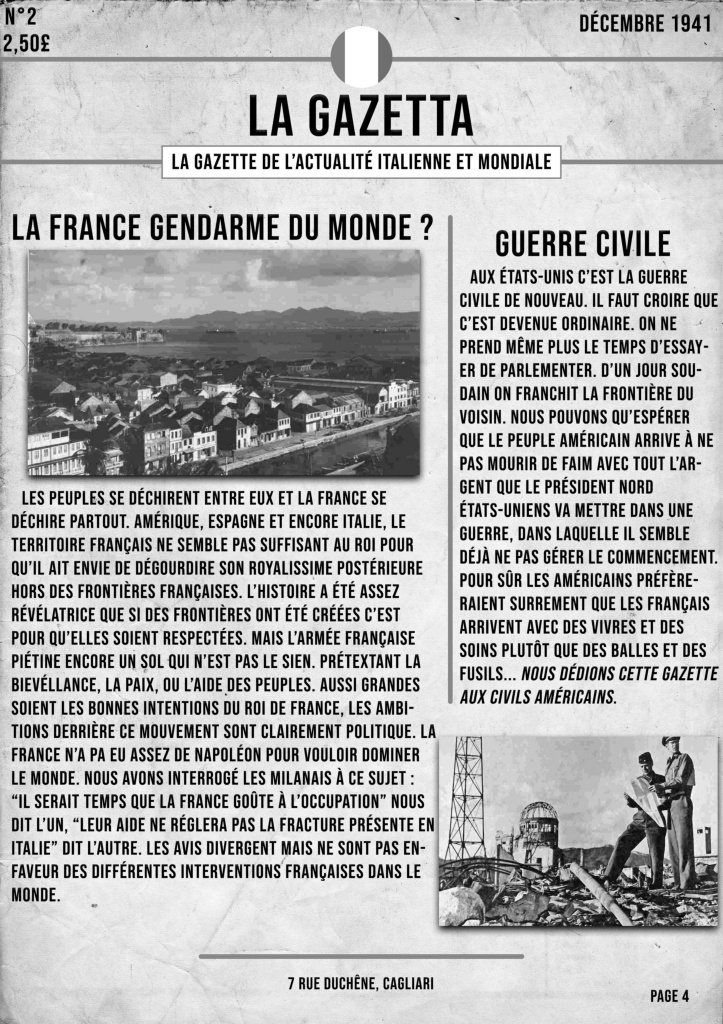 N°2
2,50£
DÉCEMBRE 1941
LA GAZETTA
LA GAZETTE DE L'ACTUALITÉ ITALIENNE ET MONDIALE
LA FRANCE GENDARME DU MONDE ?
LES PEUPLES SE DÉCHIRENT ENTRE EUX ET LA FRANCE SE
DÉCHIRE PARTOUT. AMÉRIQUE, ESPAGNE ET ENCORE ITALIE, LE
TERRITOIRE FRANÇAIS NE SEMBLE PAS SUFFISANT AU ROI POUR
QU'IL AIT ENVIE DE DÉGOURDIRE SON ROYALISSIME POSTÉRIEURE
HORS DES FRONTIÈRES FRANÇAISES. L'HISTOIRE A ÉTÉ ASSEZ
RÉVÉLATRICE QUE SI DES FRONTIÈRES ONT ÉTÉ CRÉÉES C'EST
POUR QU'ELLES SOIENT RESPECTÉES. MAIS L'ARMÉE FRANÇAISE
PIÉTINE ENCORE UN SOL QUI N'EST PAS LE SIEN. PRÉTEXTANT LA
BIEVÉLLANCE, LA PAIX, OU L'AIDE DES PEUPLES. AUSSI GRANDES
SOIENT LES BONNES INTENTIONS DU ROI DE FRANCE, LES AMBI-
TIONS DERRIÈRE CE MOUVEMENT SONT CLAIREMENT POLITIQUE. LA
FRANCE N'A PA EU ASSEZ DE NAPOLÉON POUR VOULOIR DOMINER
LE MONDE. NOUS AVONS INTERROGÉ LES MILANAIS À CE SUJET :
"IL SERAIT TEMPS QUE LA FRANCE GOÛTE À L'OCCUPATION" NOUS
DIT L'UN, "LEUR AIDE NE RÉGLERA PAS LA FRACTURE PRÉSENTE EN
ITALIE" DIT L'AUTRE. LES AVIS DIVERGENT MAIS NE SONT PAS EN-
FAVEUR DES DIFFÉRENTES INTERVENTIONS FRANÇAISES DANS LE
MONDE.
GUERRE CIVILE
AUX ÉTATS-UNIS C'EST LA GUERRE
CIVILE DE NOUVEAU. IL FAUT CROIRE QUE
C'EST DEVENUE ORDINAIRE. ON NE
PREND MÊME PLUS LE TEMPS D'ESSAY-
ER DE PARLEMENTER. D'UN JOUR SOU-
DAIN ON FRANCHIT LA FRONTIÈRE DU
VOISIN. NOUS POUVONS QU'ESPÉRER
QUE LE PEUPLE AMÉRICAIN ARRIVE À NE
PAS MOURIR DE FAIM AVEC TOUT L'AR-
GENT QUE LE PRÉSIDENT NORD
ÉTATS-UNIENS VA METTRE DANS UNE
GUERRE, DANS LAQUELLE IL SEMBLE
DÉJÀ NE PAS GÉRER LE COMMENCEMENT.
POUR SÛR LES AMÉRICAINS PRÉFÈRE-
RAIENT SURREMENT QUE LES FRANÇAIS
ARRIVENT AVEC DES VIVRES ET DES
SOINS PLUTÔT QUE DES BALLES ET DES
FUSILS... NOUS DÉDIONS CETTE GAZETTE
AUX CIVILS AMÉRICAINS.
7 RUE DUCHÊNE, CAGLIARI
PAGE 4